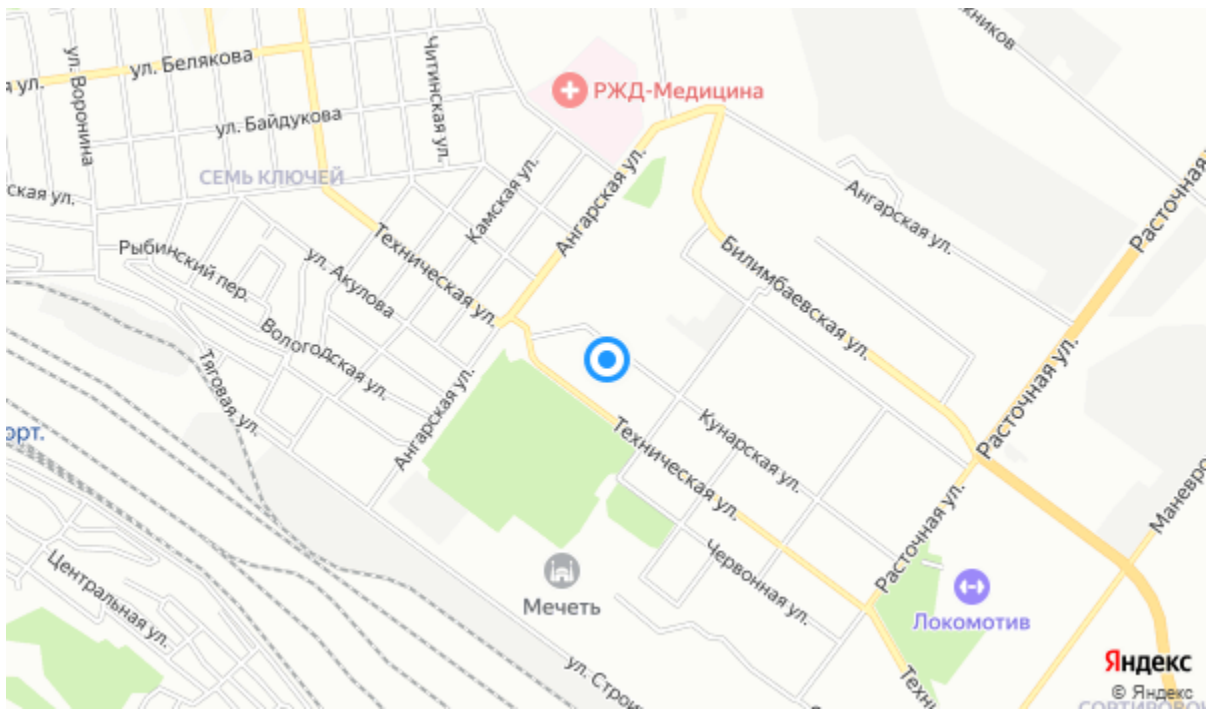 ул. Белякова
Читинская ул.
ул. Воронина
ул. Байдукова
РЖД-Медицина
СЕМЬ КЛЮЧЕЙ
Камская ул.
Ангарская ул.
Ангарская ул.
Расточная
Рыбинский пер.
ул. Акулова
Техническая ул.
Билимбаевская ул.
Вологодская ул.
Тяговая ул.
Ангарская ул.
Расточная ул.
Кунарская ул.
Техническая ул.
Расточная ул.
Червонная ул.
Мечеть
Центральная ул.
Локомотив
Яндекс
© Яндекс